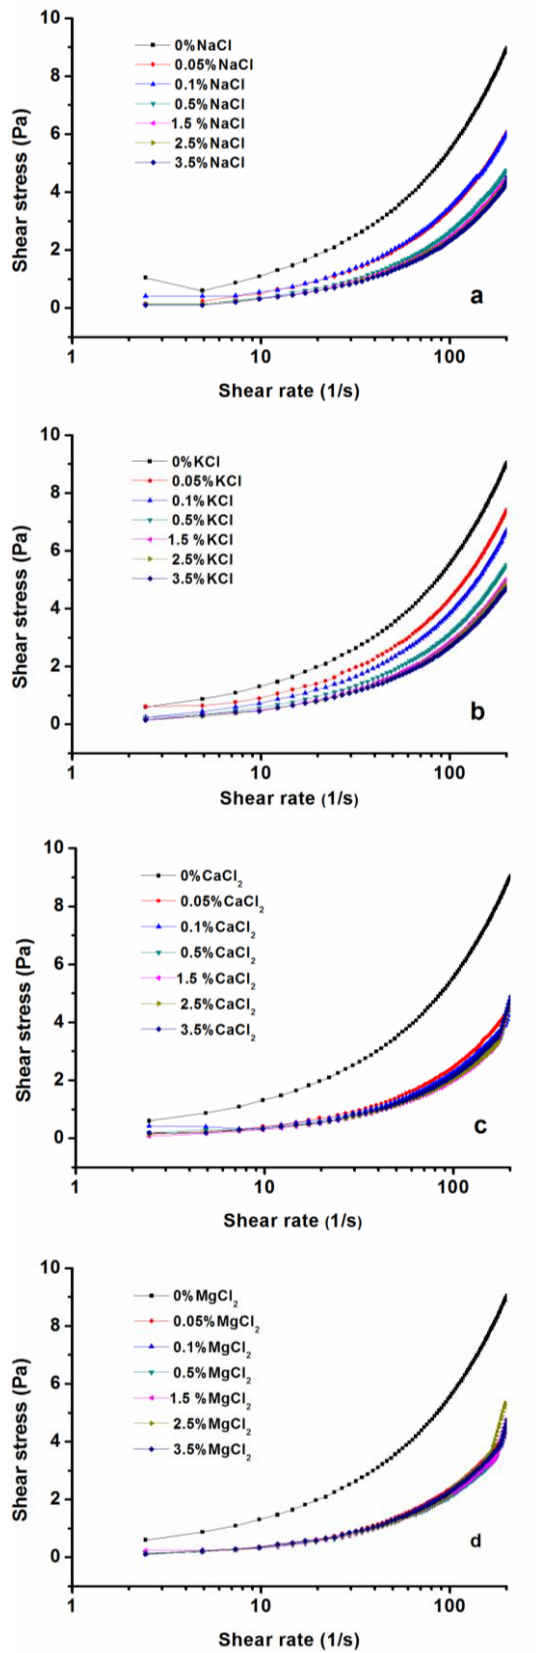 10
0%NaCl
0.05%NaCl
8
0.1%NaCl
0.5%NaCl
1.5 %NaCl
6
2.5%NaCl
3.5%NaCl
4
2
0
a
1 10 100
Shear stress (Pa)
Shear rate (1/s)
10
0%KCl
0.05%KCl
8
0.1%KCl
0.5%KCl
1.5 %KCl
6
2.5%KCl
3.5%KCl
4
2
0
b
1 10 100
Shear stress (Pa)
Shear rate (1/s)
10
0%CaCl2
0.05%CaCl2
8
0.1%CaCl2
0.5%CaCl2
6
1.5 %CaCl2
2.5%CaCl2
3.5%CaCl2
4
2
0
c
1 10 100
Shear stress (Pa)
Shear rate (1/s)
10
0%MgCl2
0.05%MgCl2
8
0.1%MgCl2
0.5%MgCl2
6
1.5 %MgCl2
2.5%MgCl2
3.5%MgCl2
4
2
0
d
1 10 100
Shear stress (Pa)
Shear rate (1/s)